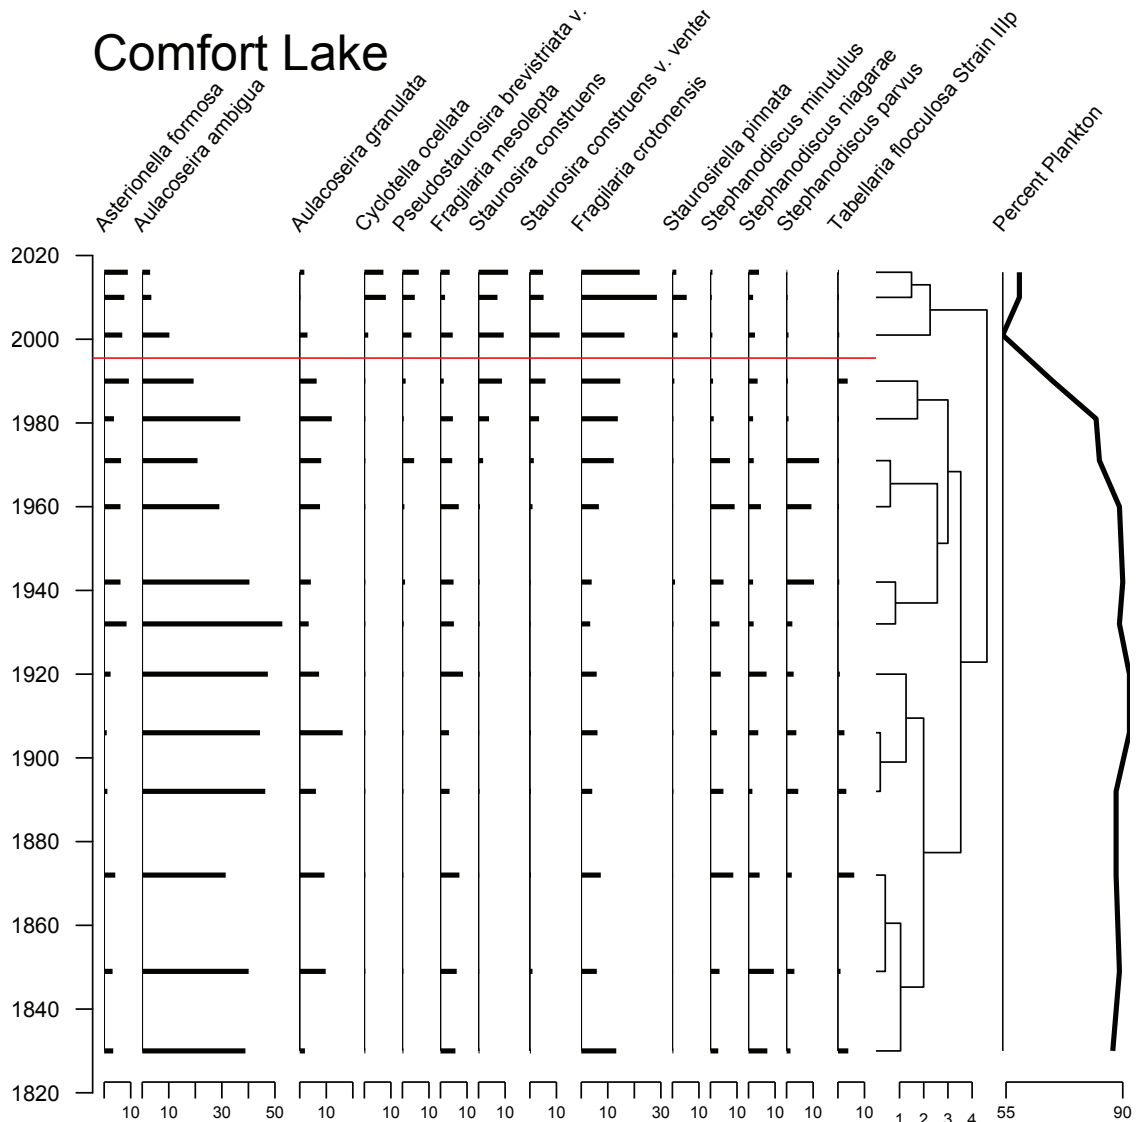 Comfort Lake
Asterionella formosa
Aulacoseira ambigua
Aulacoseira granulata
Cyclotella ocellata
Pseudostaurosira brevistriata v.
Fragilaria mesolepta
Staurosira construens
Staurosira construens v. venter
Fragilaria crotonensis
Staurosirella pinnata
Stephanodiscus minutulus
Stephanodiscus niagarae
Stephanodiscus parvus
Tabellaria flocculosa Strain IIIp
Percent Plankton
2020
2000
1980
1960
1940
1920
1900
1880
1860
1840
1820
10 10 30 50 10 10 10 10 10 10 10 30 10 10 10 10 10 1 2 3 4 55 90